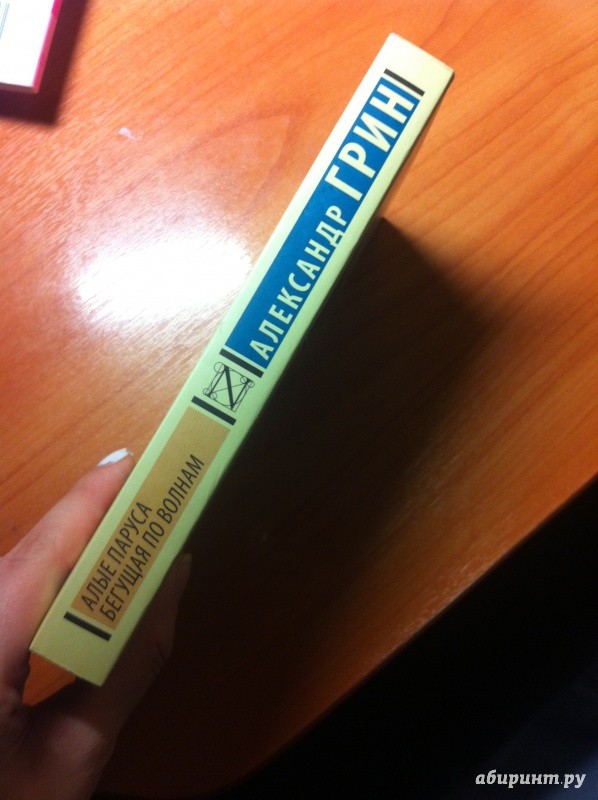 АЛЕКСАНДР ГРИН
АЛЫЕ ПАРУСА
БЕГУЩАЯ ПО ВОЛНАМ
абиринт.ру